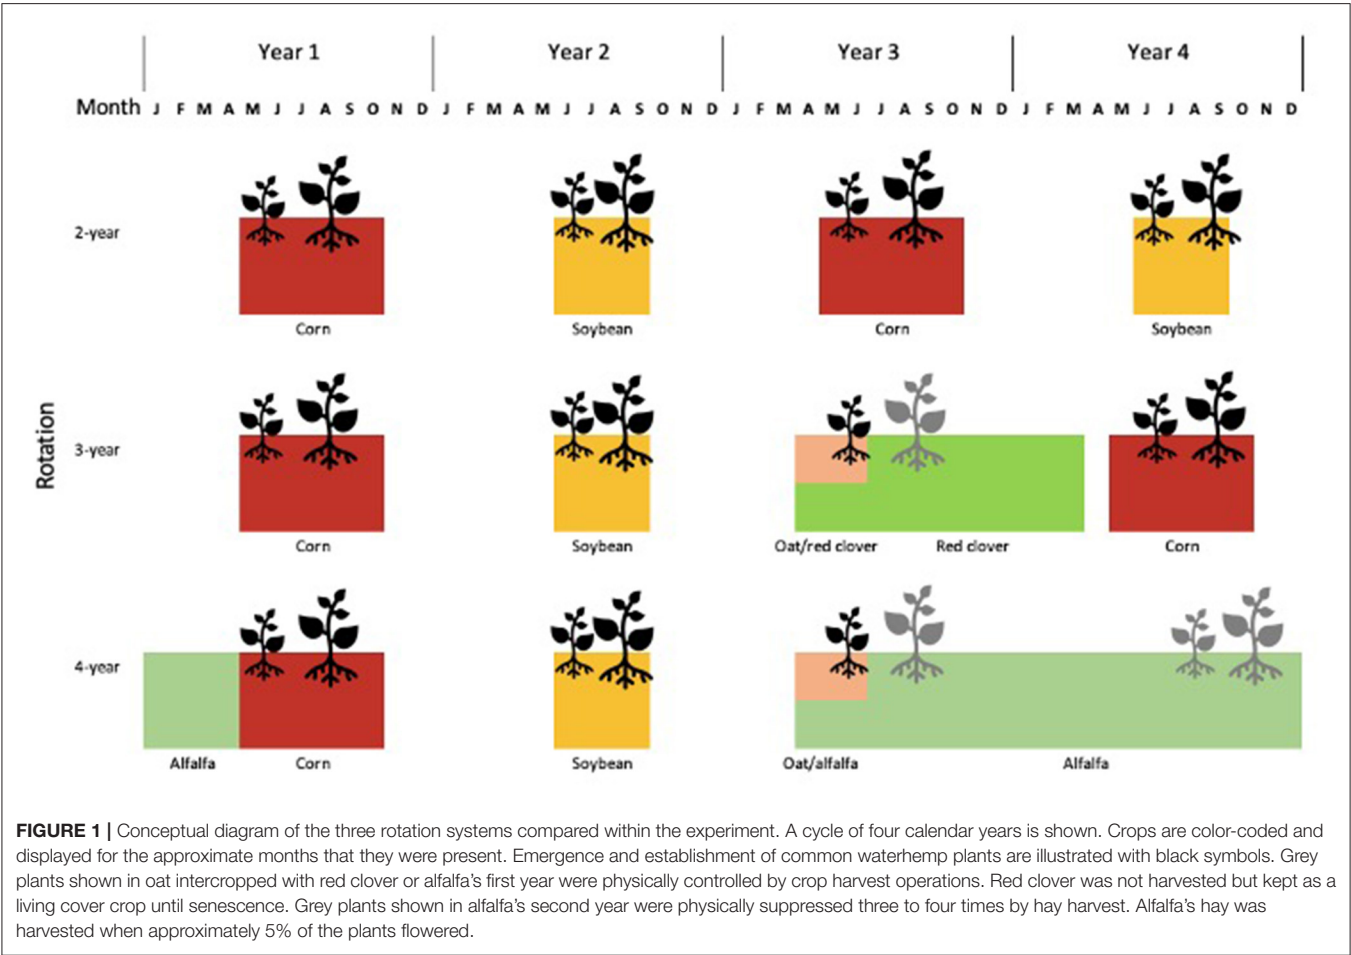 Year 1 Year 2 Year 3 Year 4
Month J F M A M J J A S O N D J F M A M J J A S O N D J F M A M J J A S O N D J F M A M J J A S O N D
2-year
Corn Soybean Corn Soybean
Rotation
3-year
Corn Soybean Oat/red clover Red clover Corn
4-year
Alfalfa Corn Soybean Oat/alfalfa Alfalfa
FIGURE 1 | Conceptual diagram of the three rotation systems compared within the experiment. A cycle of four calendar years is shown. Crops are color-coded and
displayed for the approximate months that they were present. Emergence and establishment of common waterhemp plants are illustrated with black symbols. Grey
plants shown in oat intercropped with red clover or alfalfa's first year were physically controlled by crop harvest operations. Red clover was not harvested but kept as a
living cover crop until senescence. Grey plants shown in alfalfa's second year were physically suppressed three to four times by hay harvest. Alfalfa's hay was
harvested when approximately 5% of the plants flowered.